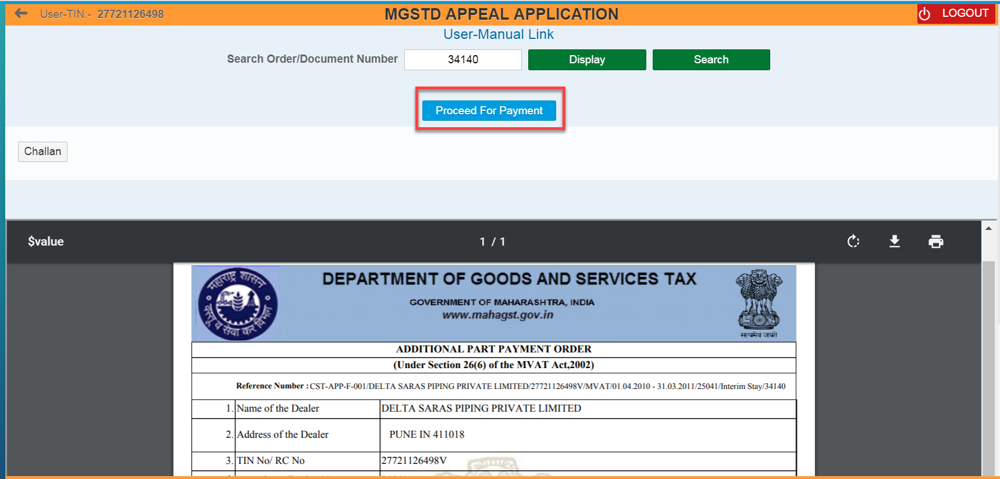 User-TIN:- 27721126498
MGSTD APPEAL APPLICATION
LOGOUT
User-Manual Link
Search Order/Document Number 34140 Display Search
Proceed For Payment
Challan
$value 1 / 1
महाराष्ट्र शासन
वस्तू व सेवा कर विभाग
DEPARTMENT OF GOODS AND SERVICES TAX
GOVERNMENT OF MAHARASHTRA, INDIA
www.mahagst.gov.in
सत्यमेव जयते
ADDITIONAL PART PAYMENT ORDER
(Under Section 26(6) of the MVAT Act,2002)
Reference Number : CST-APP-F-001/DELTA SARAS PIPING PRIVATE LIMITED/27721126498V/MVAT/01.04.2010 - 31.03.2011/25041/Interim Stay/34140
1. Name of the Dealer DELTA SARAS PIPING PRIVATE LIMITED
2. Address of the Dealer PUNE IN 411018
3. TIN No/ RC No 27721126498V